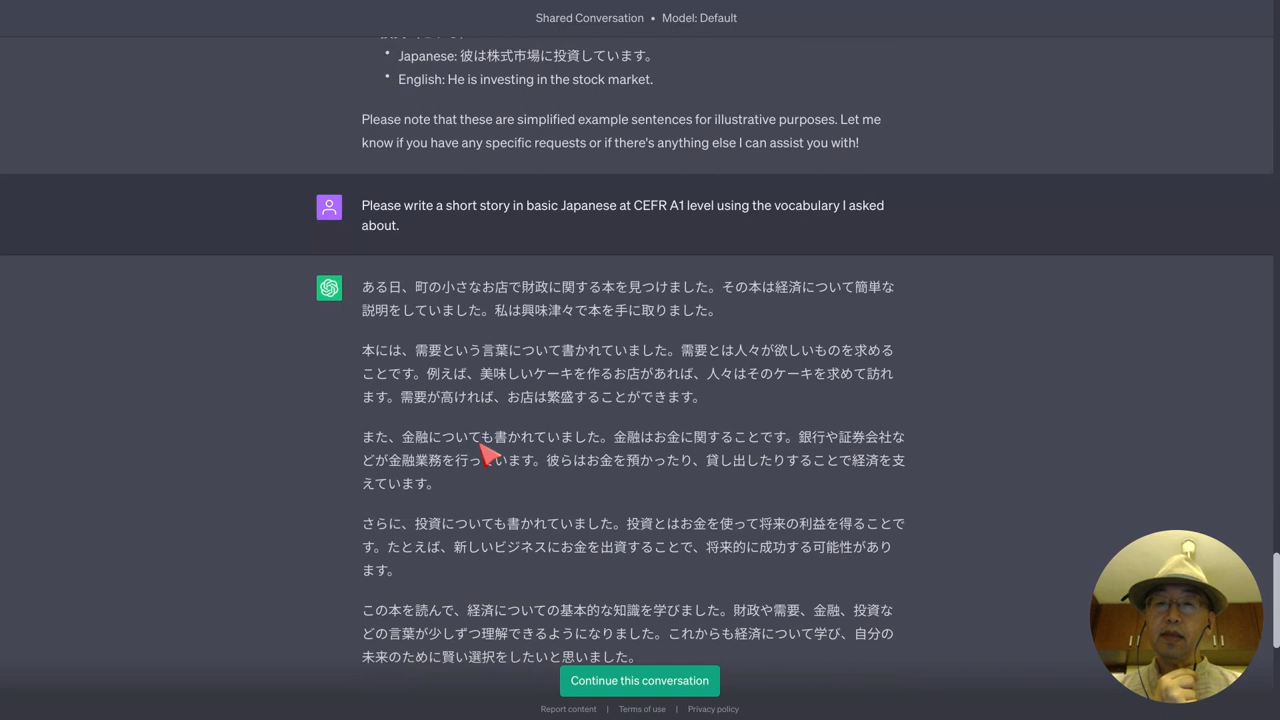 Shared Conversation • Model: Default
• Japanese: 彼は株式市場に投資しています。
• English: He is investing in the stock market.
Please note that these are simplified example sentences for illustrative purposes. Let me
know if you have any specific requests or if there's anything else I can assist you with!
Please write a short story in basic Japanese at CEFR A1 level using the vocabulary I asked
about.
ある日、町の小さなお店で財政に関する本を見つけました。その本は経済について簡単な
説明をしていました。私は興味津々で本を手に取りました。
本には、需要という言葉について書かれていました。需要とは人々が欲しいものを求める
ことです。例えば、美味しいケーキを作るお店があれば、人々はそのケーキを求めて訪れ
ます。需要が高ければ、お店は繁盛することができます。
また、金融についても書かれていました。金融はお金に関することです。銀行や証券会社な
どが金融業務を行っています。彼らはお金を預かったり、貸し出したりすることで経済を支
えています。
さらに、投資についても書かれていました。投資とはお金を使って将来の利益を得ることで
す。たとえば、新しいビジネスにお金を出資することで、将来的に成功する可能性があり
ます。
この本を読んで、経済についての基本的な知識を学びました。財政や需要、金融、投資な
どの言葉が少しずつ理解できるようになりました。これからも経済について学び、自分の
未来のために賢い選択をしたいと思いました。
Continue this conversation
Report content | Terms of use | Privacy policy